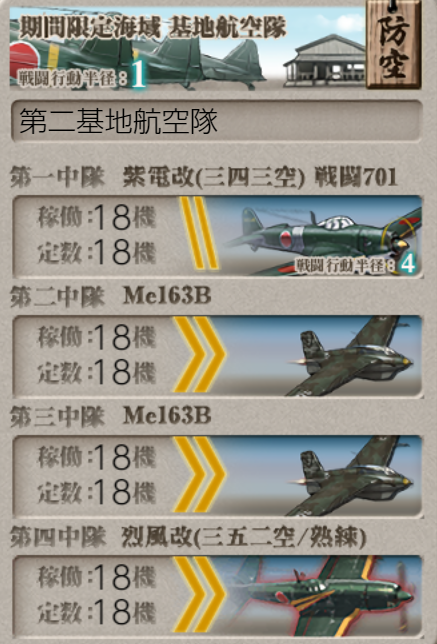 期間限定海域 基地航空隊
戦闘行動半径:1
防空
第二基地航空隊
第一中隊 紫電改(三四三空) 戦闘701
稼働:18機
定数:18機
戦闘行動半径:4
第二中隊 Me163B
稼働:18機
定数:18機
第三中隊 Me163B
稼働:18機
定数:18機
第四中隊 烈風改(三五二空/熟練)
稼働:18機
定数:18機